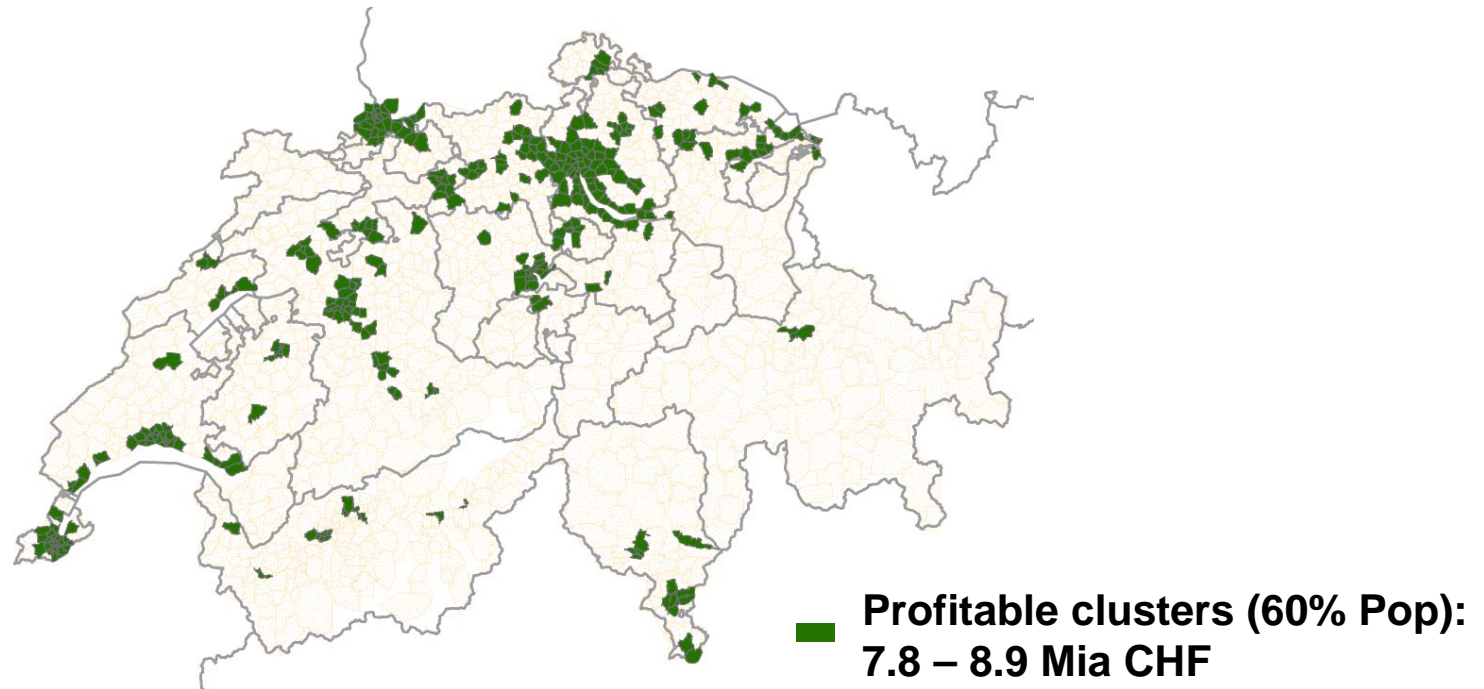 Profitable clusters (60% Pop):
7.8 – 8.9 Mia CHF